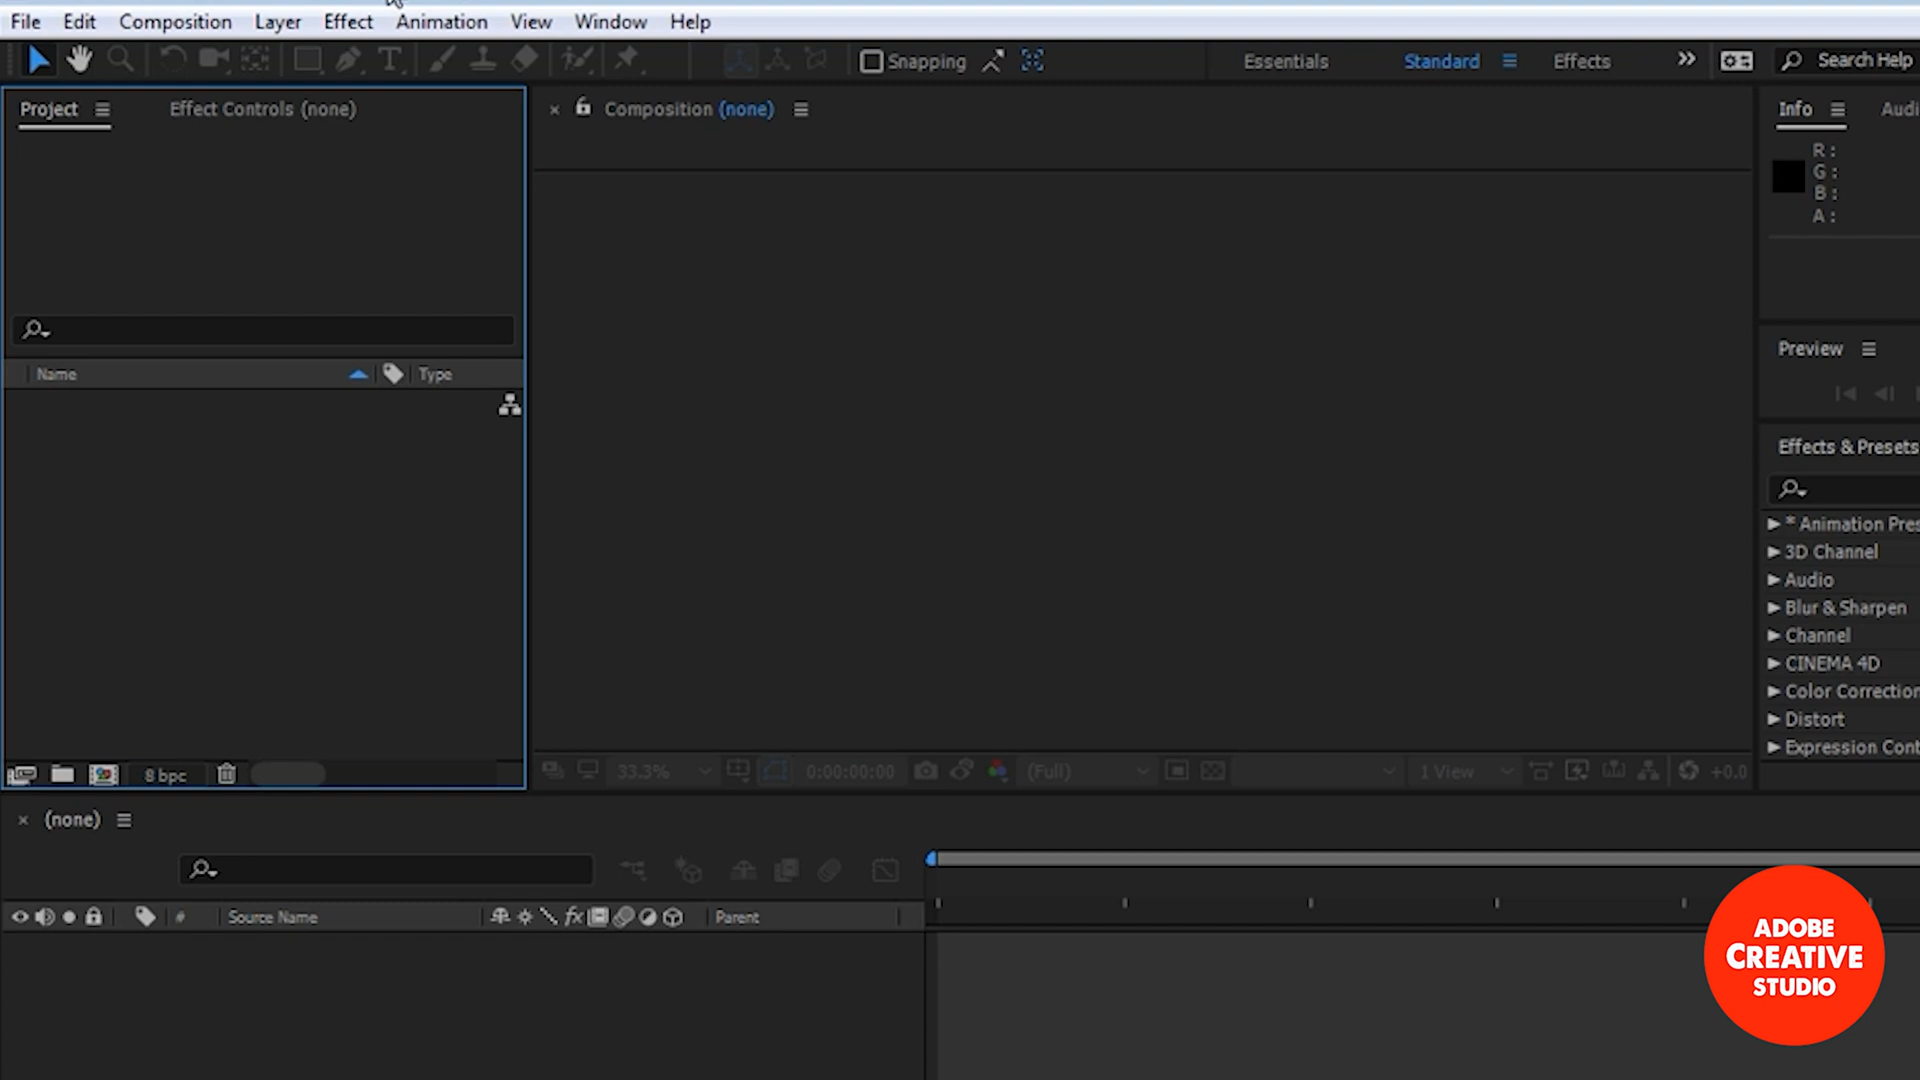 File Edit Composition Layer Effect Animation View Window Help
Snapping Essentials Standard Effects Search Help
Project Effect Controls (none)
Composition (none)
Info Audi
R:
G:
B:
A:
Preview
Name Type
Effects & Presets
* Animation Pres
3D Channel
Audio
Blur & Sharpen
Channel
CINEMA 4D
Color Correction
Distort
Expression Cont
8 bpc
33.3% 0:00:00:00 (Full) 1 View +0.0
(none)
# Source Name fx Parent
ADOBE
CREATIVE
STUDIO